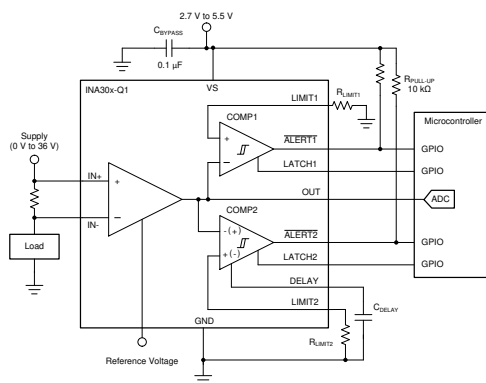 2.7 V to 5.5 V
CBYPASS
0.1 µF
RPULL-UP
10 kΩ
INA30x-Q1
VS
LIMIT1
RLIMIT1
Microcontroller
COMP1
Supply
(0 V to 36 V)
+
ALERT1
GPIO
−
LATCH1
GPIO
IN+
+
OUT
ADC
IN-
−
COMP2
Load
-(+)
ALERT2
GPIO
+(-)
LATCH2
GPIO
DELAY
CDELAY
LIMIT2
GND
RLIMIT2
Reference Voltage